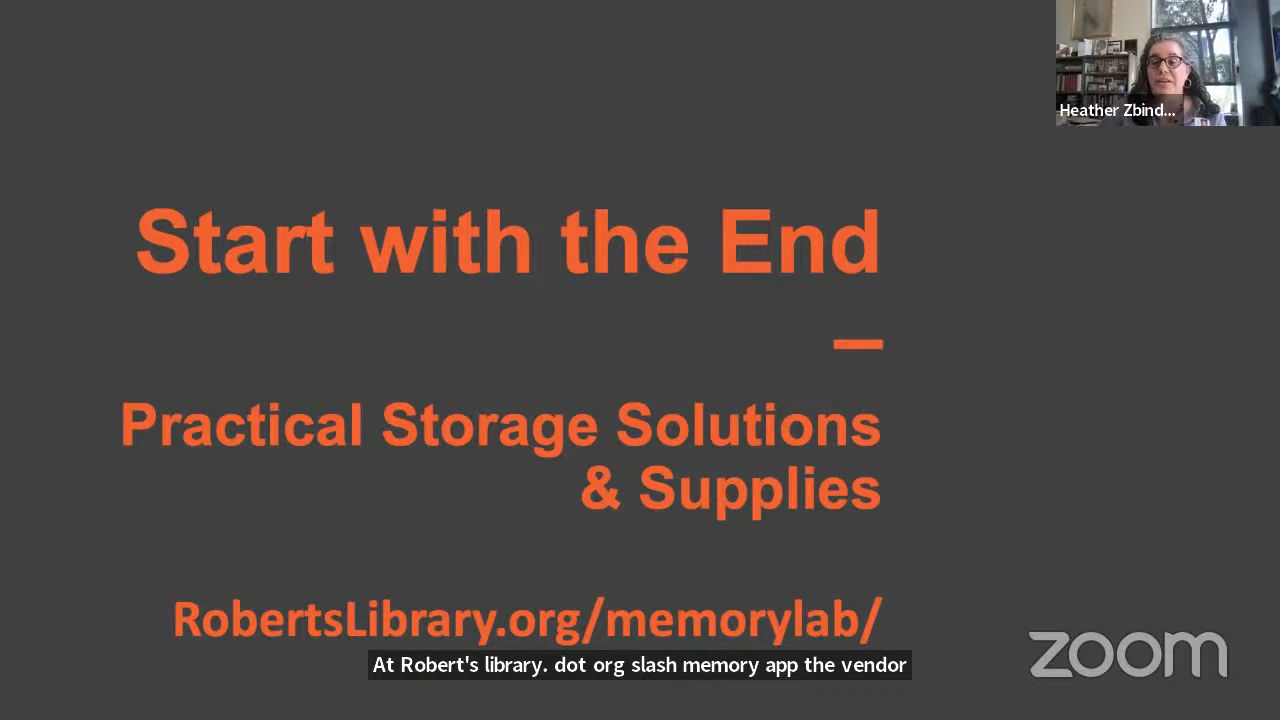 Heather Zbind...
Start with the End
–
Practical Storage Solutions
& Supplies
RobertsLibrary.org/memorylab/
At Robert's library. dot org slash memory app the vendor
zoom